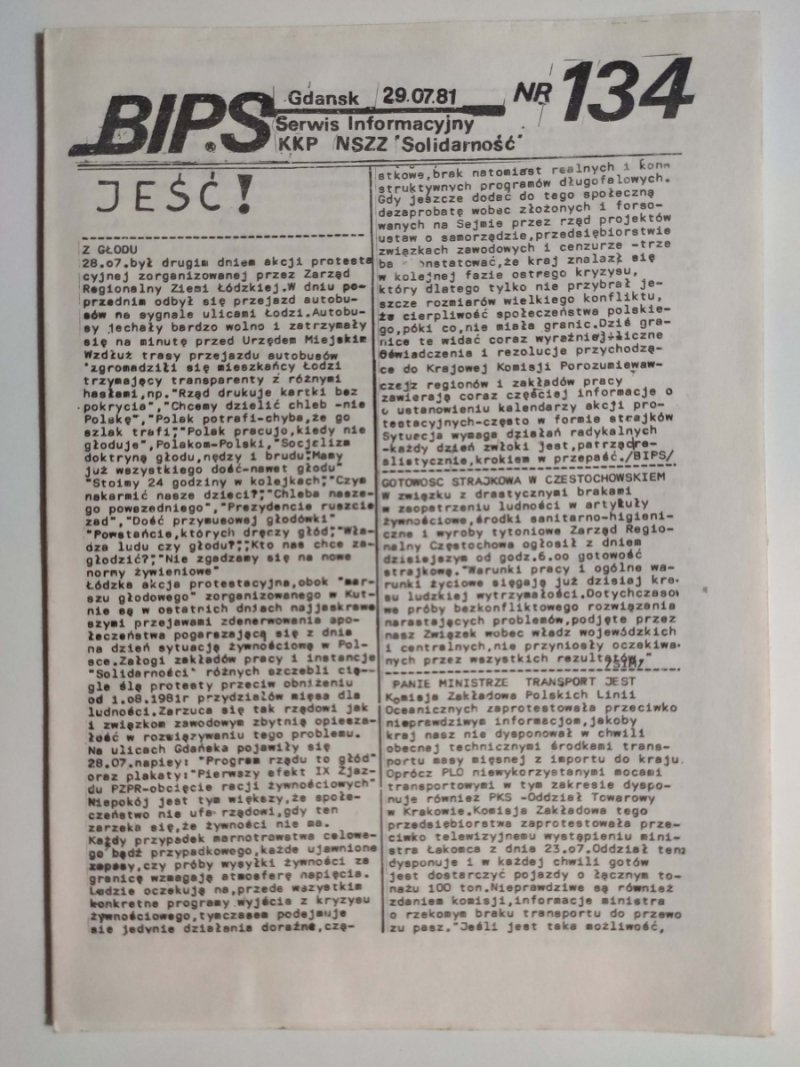 BIPS Gdansk 29.07.81 NR 134
Serwis Informacyjny
KKP NSZZ "Solidarność"
JEŚĆ!
Z GŁODU
28.o7.był drugim dniem akcji protesta
cyjnej zorganizowanej przez Zarząd
Regionalny Ziemi Łódzkiej.W dniu po-
przednim odbył się przejazd autobu-
sów na sygnale ulicami Łodzi.Autobu-
sy jechały bardzo wolno i zatrzymały
się na minutę przed Urzędem Miejskim
Wzdłuż trasy przejazdu autobusów
zgromadzili się mieszkańcy Łodzi
trzymający transparenty z różnymi
hasłami,np."Rząd drukuje kartki bez
pokrycia","Chcemy dzielić chleb -nie
Polskę","Polak potrafi-chyba,że go
szlak trafi","Polak pracuj,kiedy nie
głoduje",Polakom-Polski,"Socjeliza
doktrynę głodu,nędzy i brudu"Mamy
już wszystkiego dość-nawet głodu"
"Stoimy 24 godziny w kolejkach","Czym
nakarmić nasze dzieci?","Chleba nasze-
go powszedniego","Prezydencie ruszcie
zad","Dość przymusowej głodówki"
"Powstańcie,których dręczy głód","Wła-
dza ludu czy głodu?",,Kto nas chce za-
głodzić?","Nie zgadzamy się na nowe
normy żywieniowe"
Łódzka akcja protestacyjna,obok "mar-
szu głodowego" zorganizowanego w Kut-
nie są w ostatnich dniach najjaskraws
szymi przejawami zdenerwowania spo-
łeczeństwa pogarszającą się z dnia
na dzień sytuację żywnościową w Pol-
sce.Załogi zakładów pracy i instancje
"Solidarności" różnych szczebli cią--
gle ślę protesty przeciw obniżeniu
od 1.o8.1981r przydziałów mięsa dla
ludności.Zarzuca się tak rządowi jak
i związkom zawodowym zbytnią opiesza-
łość w rozwiązywaniu tego problemu.
Na ulicach Gdańska pojawiły się
28.07.napisy: "Program rządu to głód"
oraz plakaty:"Pierwszy efekt IX Zjaz-
du PZPR-obcięcie racji żywnościowych"
Niepokój jest tym większy,że społe-
czeństwo nie ufa rządowi,gdy ten
zarzeka się,że żywności nie ma.
Każdy przypadek marnotrawstwa celowe-
go bądź przypadkowego,każde ujawnione
zapasy,czy próby wysyłki żywności za
granicę wzmagają atmosferę napięcia.
Ludzie oczekują na,przede wszystkim
konkretne programy wyjścia z kryzysu
żywnościowego,tymczasem podejmuje
sie jedynie działania doraźne,czą-
stkowe,brak natomiast realnych i kons
struktywnych programów długofalowych.
Gdy jeszcze dodać do tego społeczną
dezaprobatę wobec złożonych i forso-
wanych na Sejmie przez rząd projektów
ustaw o samorządzie,przedsiębiorstwie
związkach zawodowych i cenzurze -trze
ba konstatować,że kraj znalazł się
w kolejnej fazie ostrego kryzysu,
który dlatego tylko nie przybrał je-
szcze rozmiarów wielkiego konfliktu,
że cierpliwość społeczeństwa polskie-
go,póki co,nie miała granic.Dziś gra-
nice te widać coraz wyraźniej.Liczne
Oświadczenia i rezolucje przychodzą-
ce do Krajowej Komisji Porozumiewaw-
czejz regionów i zakładów pracy
zawierają coraz częściej informacje o
o ustanowieniu kalendarzy akcji pro-
testacyjnych-często w formie strajków
Sytuacja wymaga działań radykalnych
-każdy dzień zwłoki jest,patrząc rea-
listycznie,krokiem w przepaść./BIPS/
GOTOWOŚĆ STRAJKOWA W CZESTOCHOWSKIEM
W związku z drastycznymi brakami
w zaopatrzeniu ludności w artykuły
żywnościowe,środki sanitarno-higieni-
czne i wyroby tytoniowe Zarząd Regio-
nalny Częstochowa ogłosił z dniem
dzisiejszym od godz.6.oo gotowość
strajkową."Warunki pracy i ogólne wa-
runki życiowe sięgają już dzisiaj kre-
su ludzkiej wytrzymałości.Dotychczasow
we próby bezkonfliktowego rozwiązania
narastających problemów,podjęte przez
nasz Związek wobec władz wojewódzkich
i centralnych,nie przyniosły oczekiwa-
nych przez wszystkich rezultatów."
PANIE MINISTRZE TRANSPORT JEST
Komisja Zakładowa Polskich Linii
Oceanicznych zaprotestowała przeciwko
nieprawdziwym informacjom,jakoby
kraj nasz nie dysponował w chwili
obecnej technicznymi środkami trans-
portu masy mięsnej z importu do kraju.
Oprócz PLO niewykorzystanymi mocami
transportowymi w tym zakresie dyspo-
nuje również PKS -Oddział Towarowy
w Krakowie.Komisja Zakładowa tego
przedsiębiorstwa zaprotestowała prze-
ciwko telewizyjnemu wystąpieniu mini-
stra Łakomca z dnia 23.o7.Oddział ten
dysponuje i w każdej chwili gotów
jest dostarczyć pojazdy o łącznym to-
nażu 100 ton.Nieprawdziwe są również
zdaniem komisji,informacje ministra
o rzekomym braku transportu do przewo
zu pasz."Jeśli jest taka możliwość,